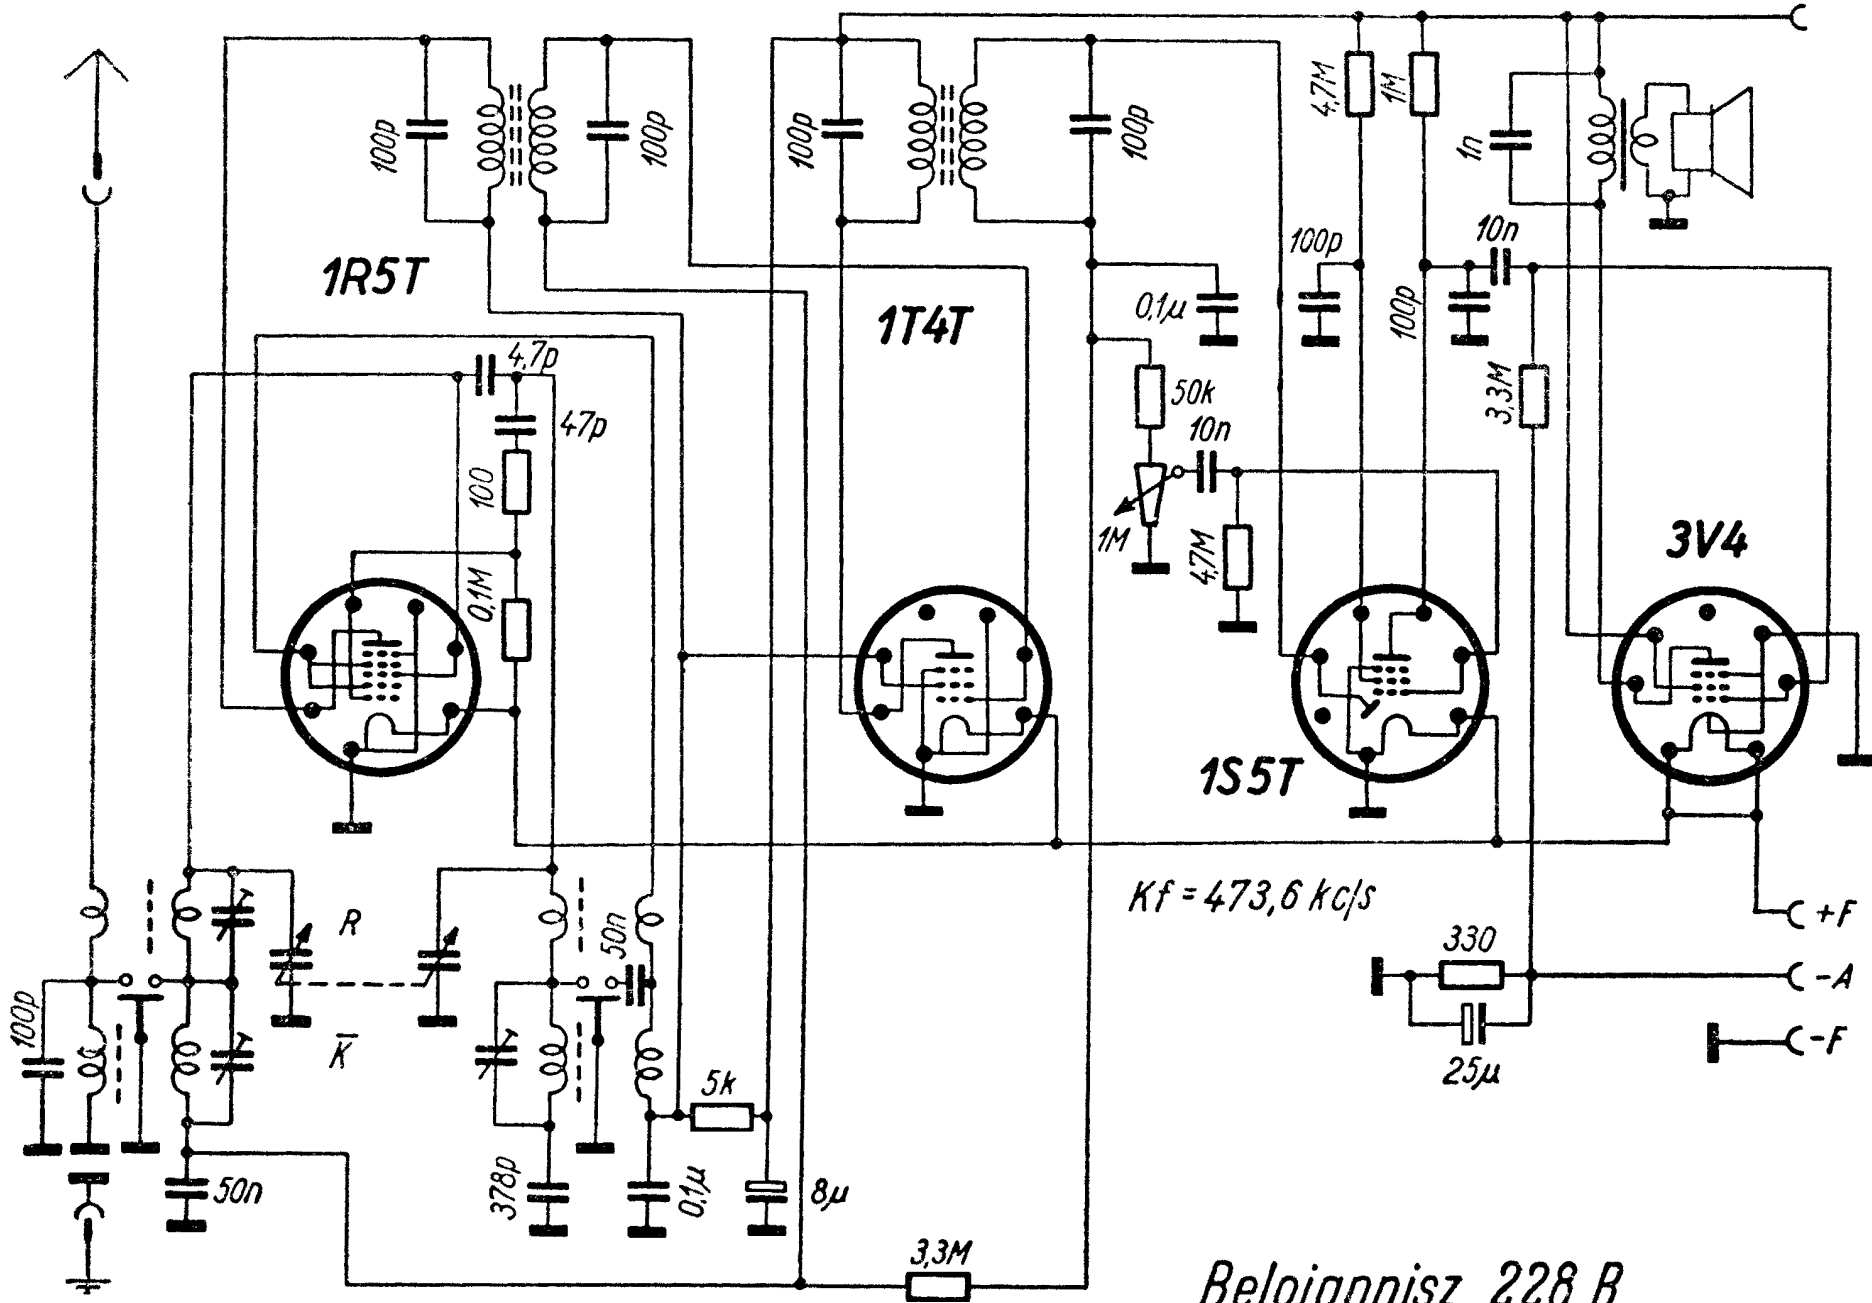 100p
100p
100p
100p
4,7M
1M
1n
1R5T
1T4T
0,1µ
100p
100p
10n
4,7p
47p
100
0,1M
50k
10n
1M
4,7M
3,3M
3V4
1S5T
Kf = 473,6 kc/s
+F
330
-A
25µ
-F
R
K
100p
50n
50n
378p
5k
0,1µ
8µ
3,3M
Beloiannisz 228 B